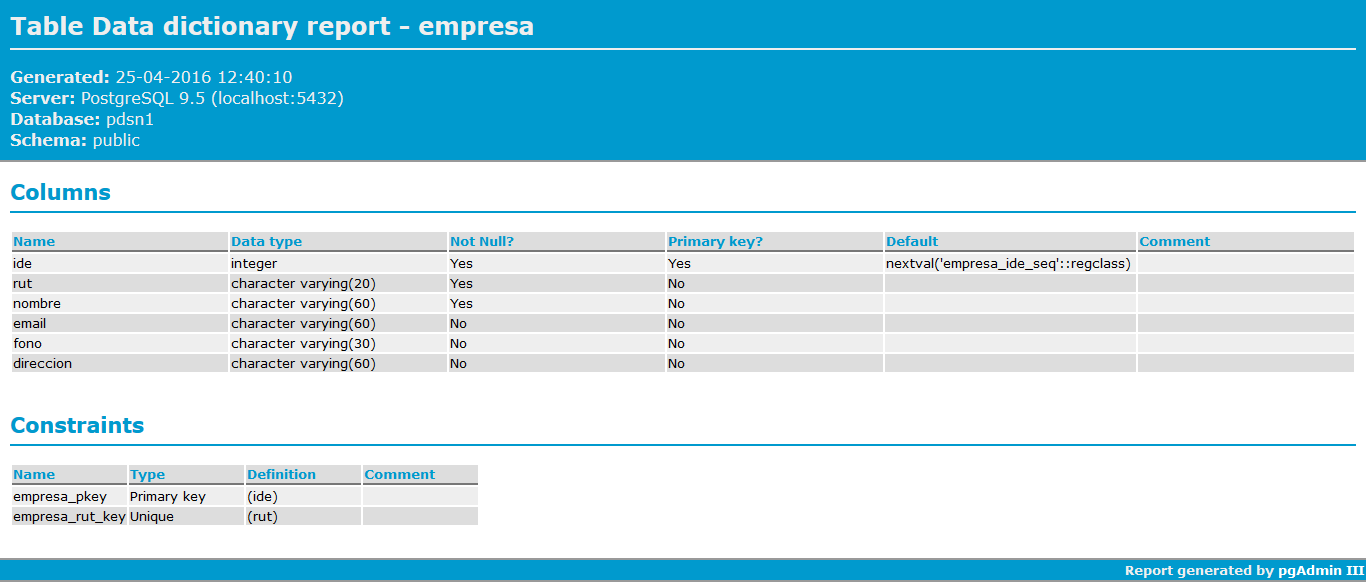 Table Data dictionary report - empresa
Generated: 25-04-2016 12:40:10
Server: PostgreSQL 9.5 (localhost:5432)
Database: pdsn1
Schema: public
Columns
Name Data type Not Null? Primary key? Default Comment
ide integer Yes Yes nextval('empresa_ide_seq'::regclass)
rut character varying(20) Yes No
nombre character varying(60) Yes No
email character varying(60) No No
fono character varying(30) No No
direccion character varying(60) No No
Constraints
Name Type Definition Comment
empresa_pkey Primary key (ide)
empresa_rut_key Unique (rut)
Report generated by pgAdmin III